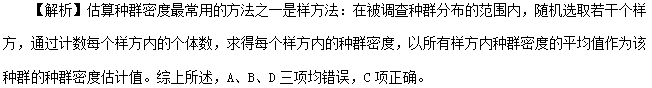 【解析】估算种群密度最常用的方法之一是样方法：在被调查种群分布的范围内，随机选取若干个样
方，通过计数每个样方内的个体数，求得每个样方内的种群密度，以所有样方内种群密度的平均值作为该
种群的种群密度估计值。综上所述，A、B、D 三项均错误，C 项正确。